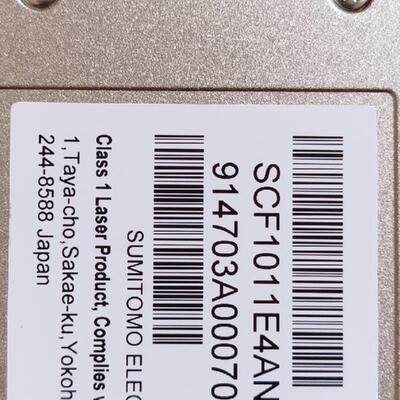 SCF1011E4AN
914703A00070
SUMITOMO ELEC
Class 1 Laser Product, Complies
1,Taya-cho,Sakae-ku,Yokoh
244-8588 Japan